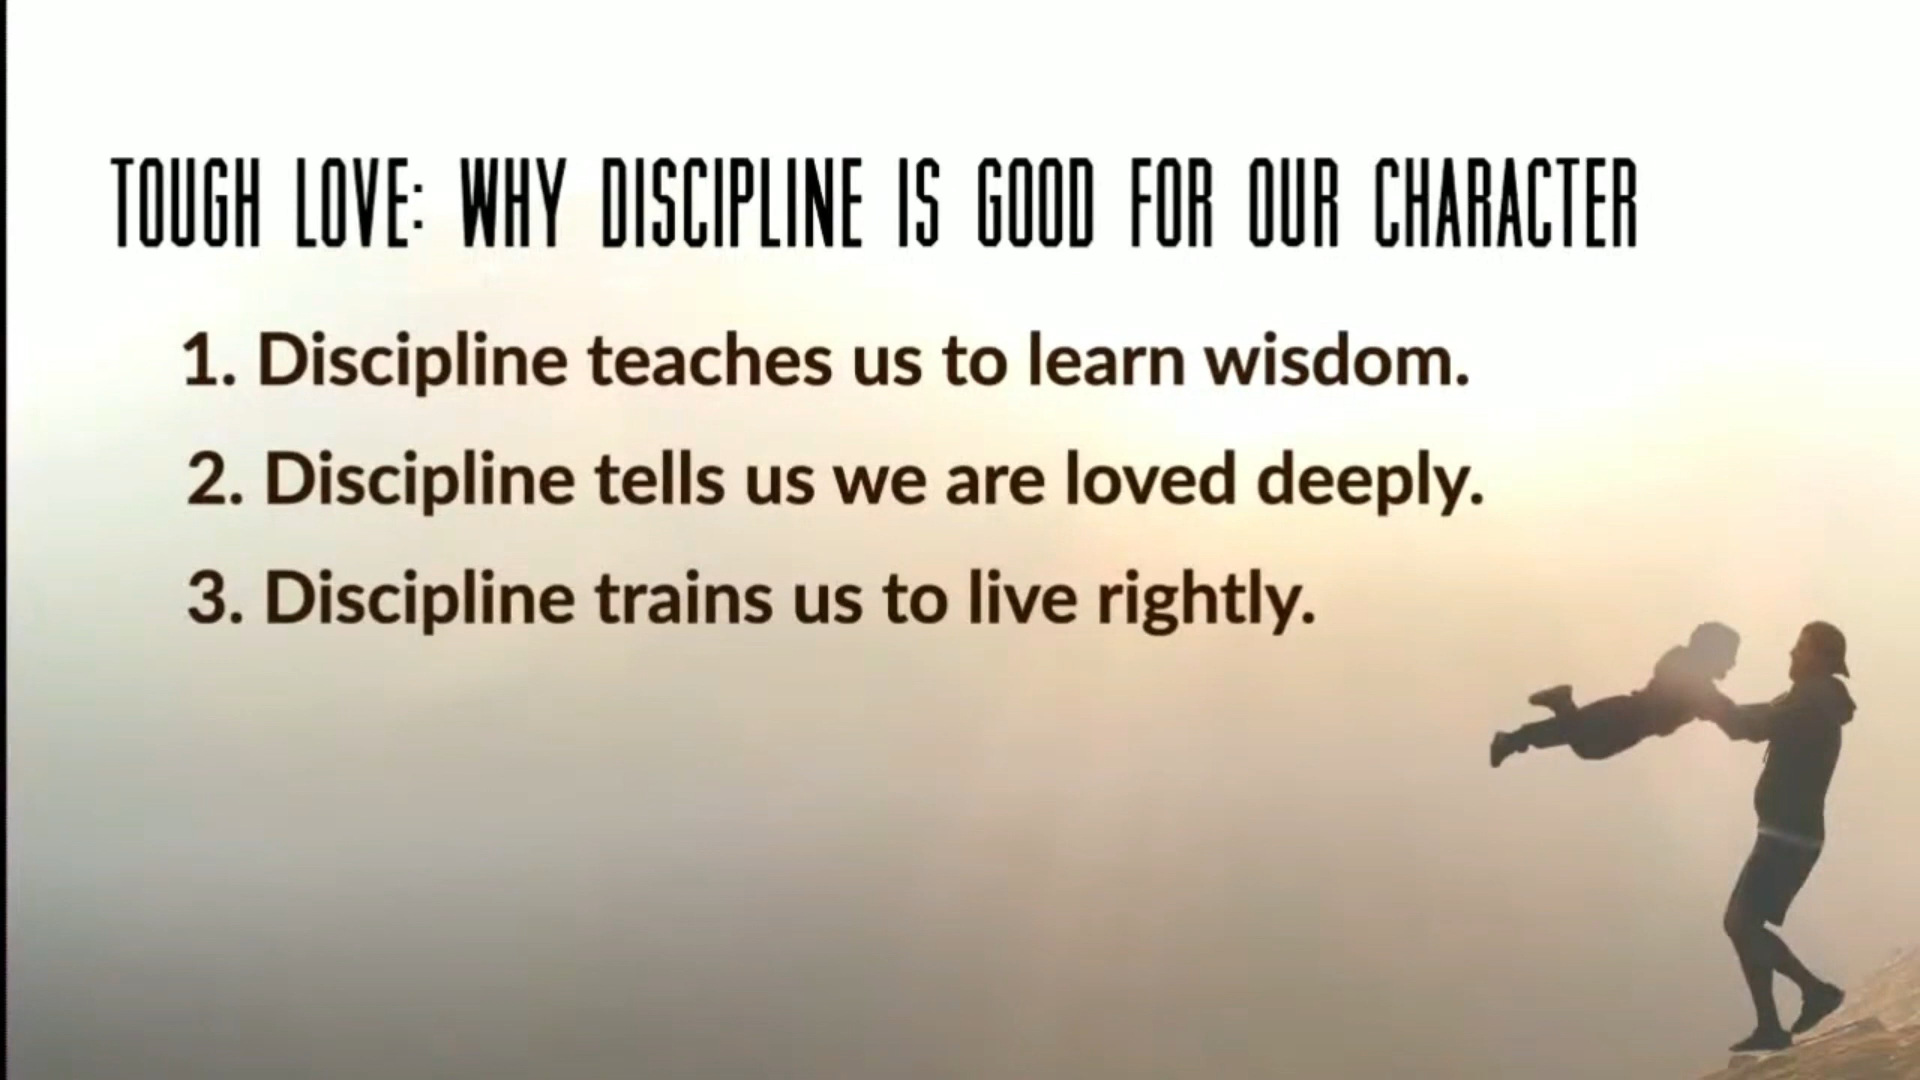 TOUGH LOVE: WHY DISCIPLINE IS GOOD FOR OUR CHARACTER
1. Discipline teaches us to learn wisdom.
2. Discipline tells us we are loved deeply.
3. Discipline trains us to live rightly.